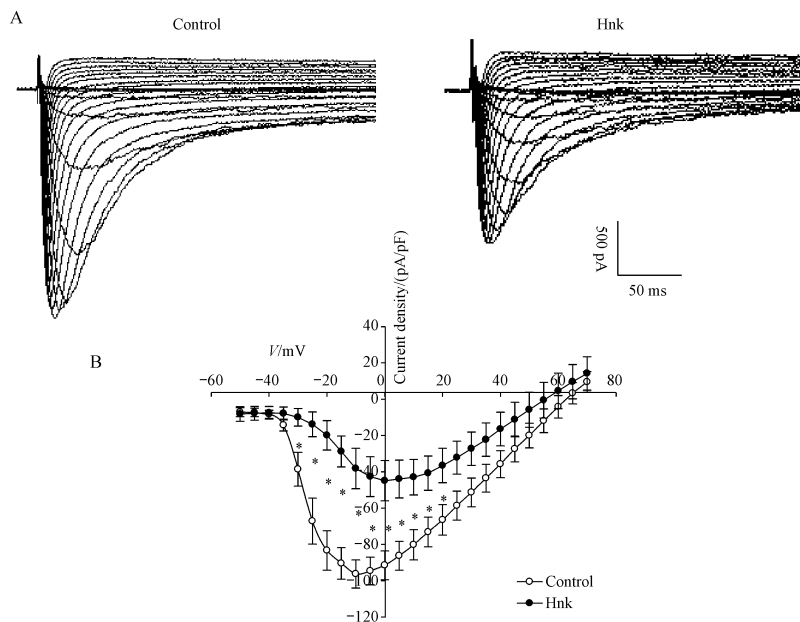 A
Control
Hnk
500 pA
50 ms
B
V/mV
Current density/(pA/pF)
40
20
−60
−40
−20
0
20
40
60
80
0
−20
−40
−60
−80
−100
−120
* * * * * * * * * * *
Control
Hnk